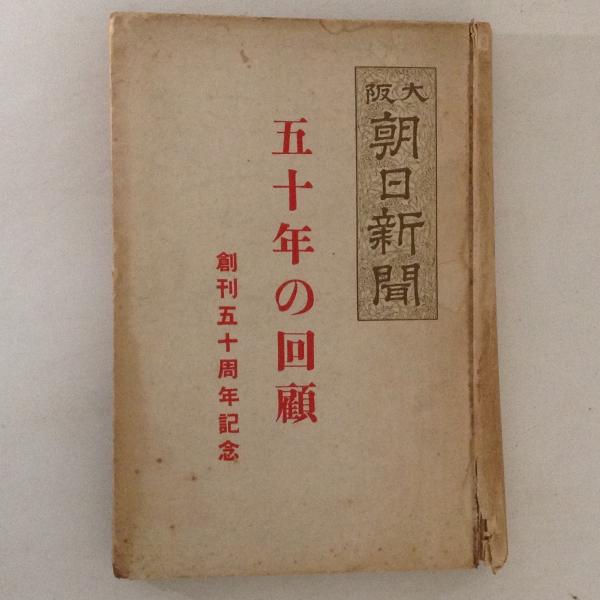 大阪
朝日新聞
五十年の回顧
創刊五十周年記念